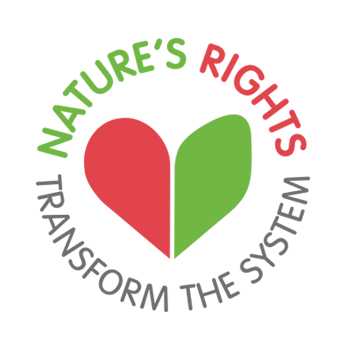 NATURE'S RIGHTS
TRANSFORM THE SYSTEM